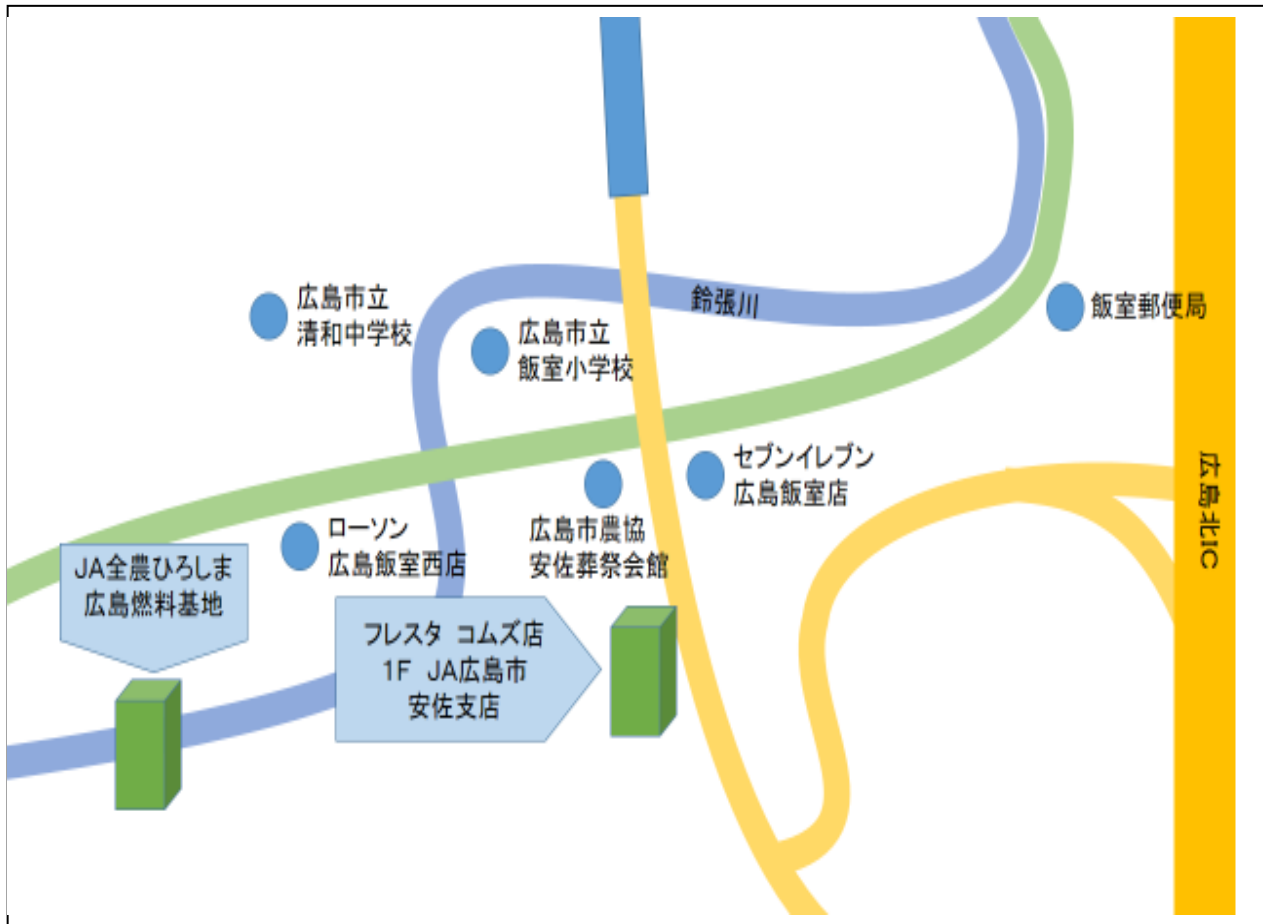 鈴張川
広島市立
清和中学校
広島市立
飯室小学校
飯室郵便局
セブンイレブン
広島飯室店
広島北IC
ローソン
広島飯室西店
広島市農協
安佐葬祭会館
JA全農ひろしま
広島燃料基地
フレスタ コムズ店
1F JA広島市
安佐支店